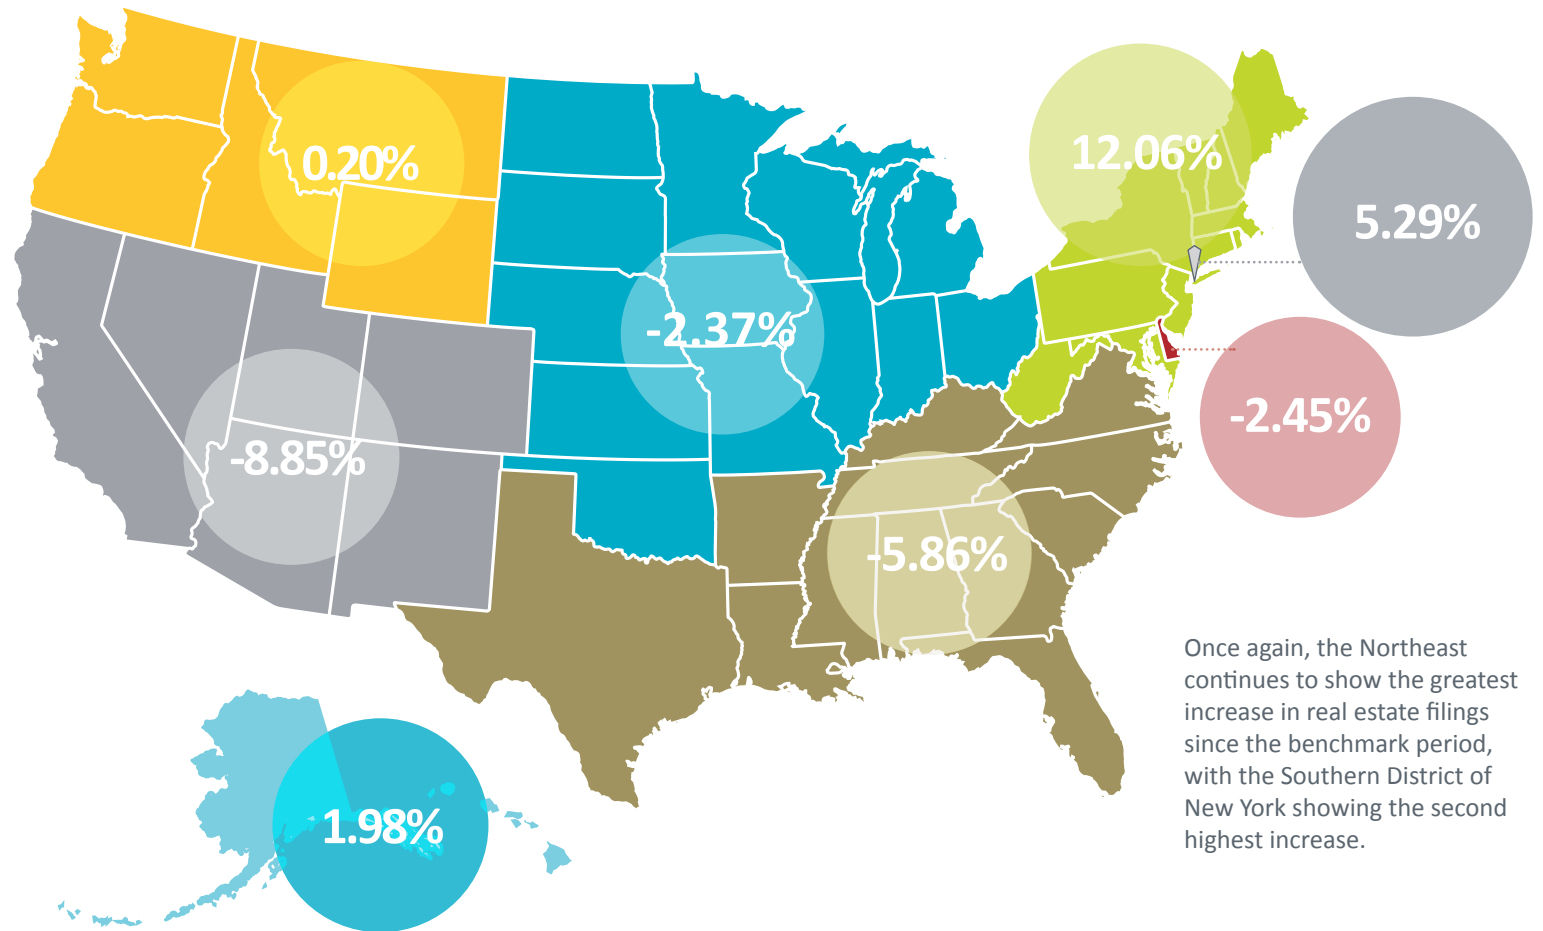 12.06%
0.20%
5.29%
-2.37%
-2.45%
-8.85%
-5.86%
Once again, the Northeast
continues to show the greatest
increase in real estate filings
since the benchmark period,
with the Southern District of
New York showing the second
highest increase.
1.98%